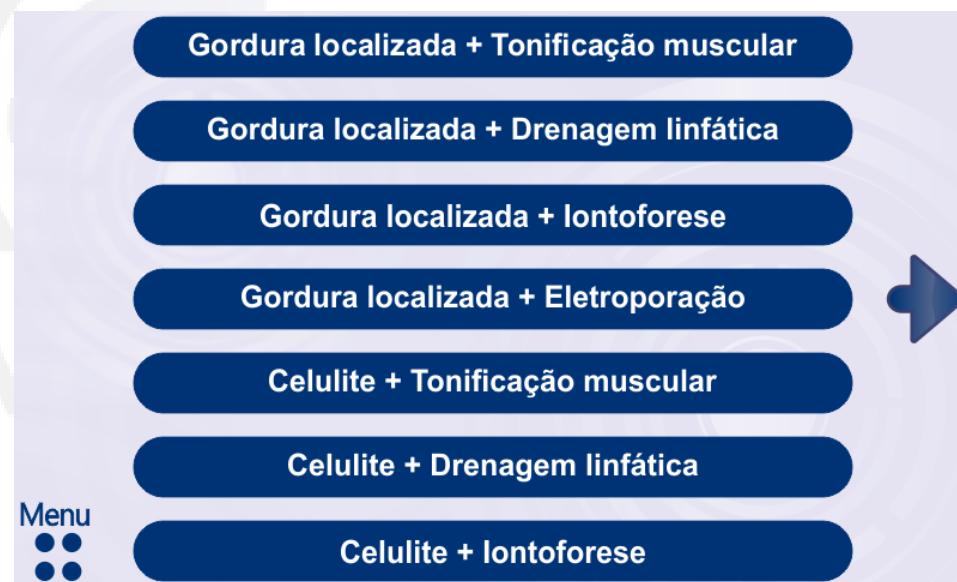 Gordura localizada + Tonificação muscular
Gordura localizada + Drenagem linfática
Gordura localizada + Iontoforese
Gordura localizada + Eletroporação
Celulite + Tonificação muscular
Celulite + Drenagem linfática
Menu
Celulite + Iontoforese